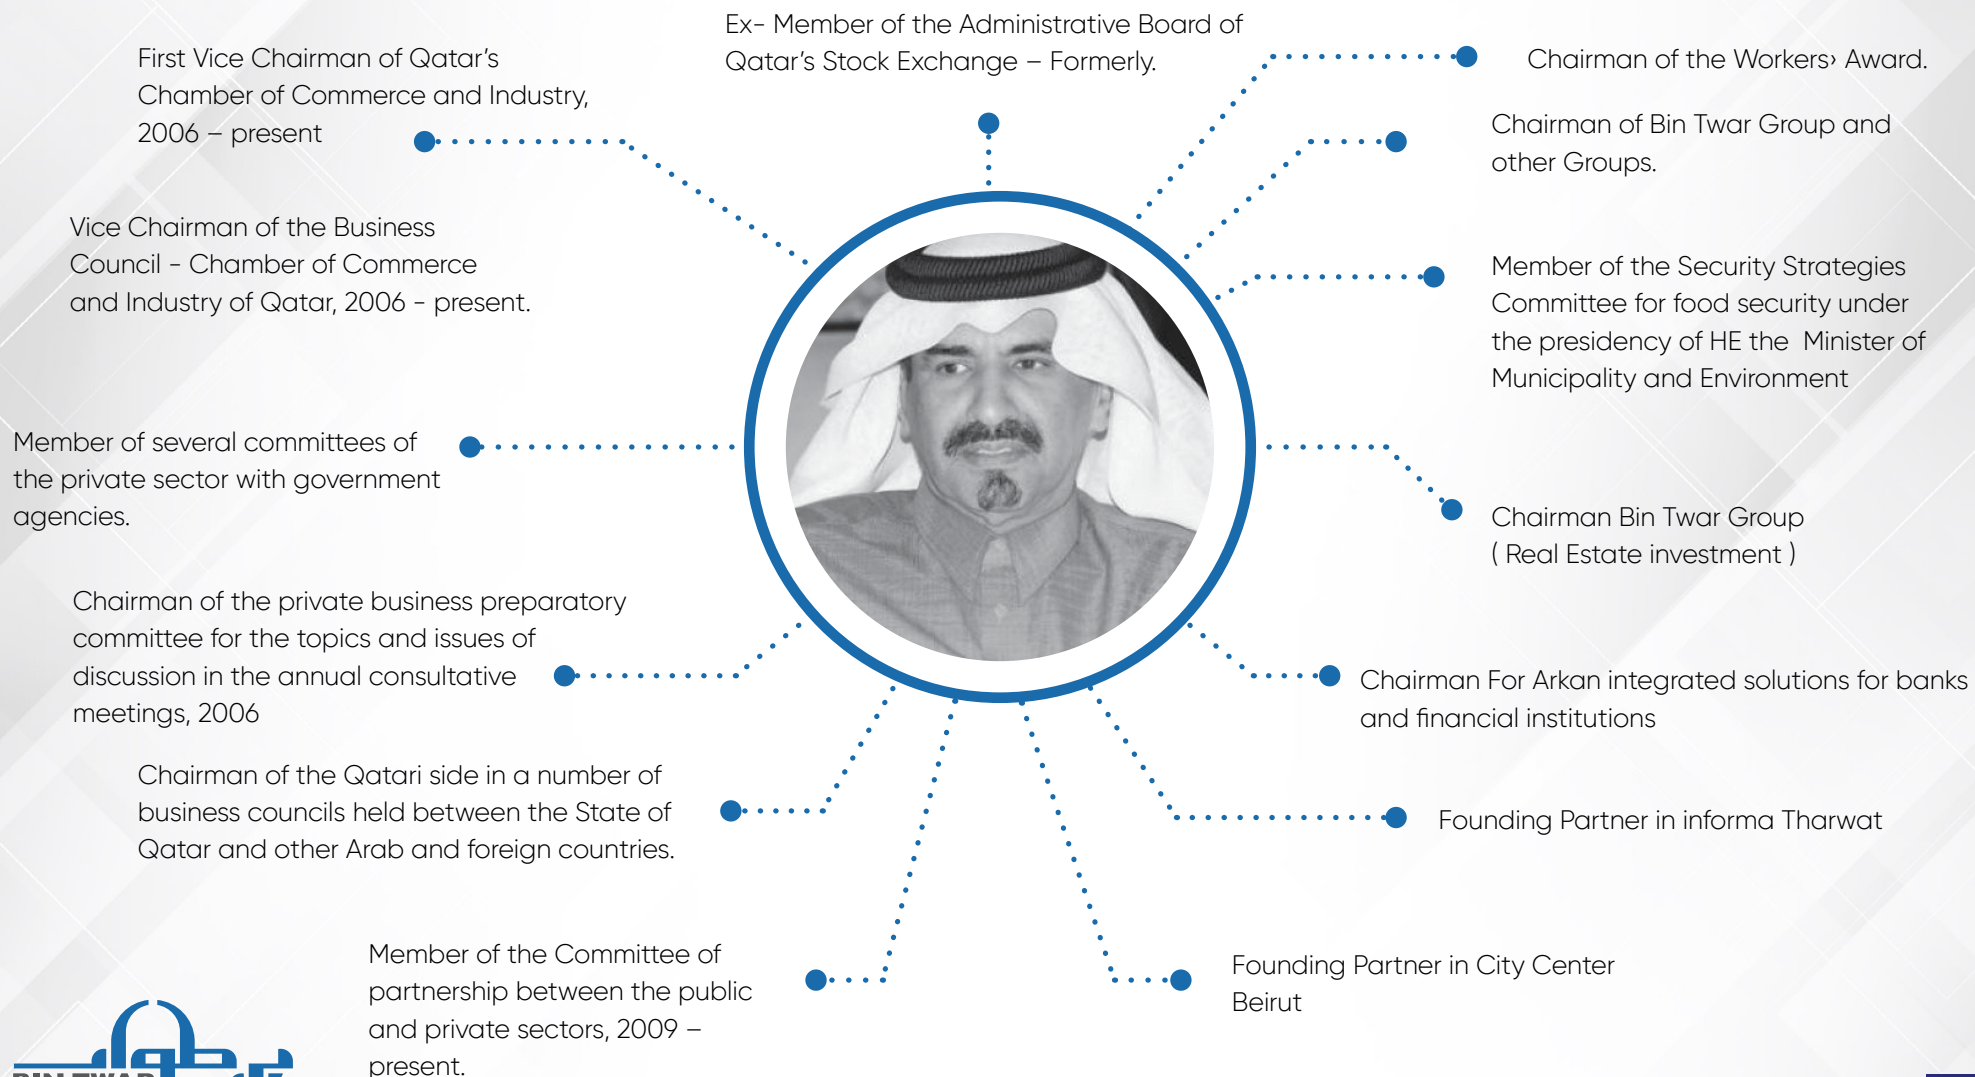 Ex- Member of the Administrative Board of
Qatar's Stock Exchange – Formerly.
First Vice Chairman of Qatar's
Chamber of Commerce and Industry,
2006 – present
Vice Chairman of the Business
Council - Chamber of Commerce
and Industry of Qatar, 2006 - present.
Member of several committees of
the private sector with government
agencies.
Chairman of the private business preparatory
committee for the topics and issues of
discussion in the annual consultative
meetings, 2006
Chairman of the Qatari side in a number of
business councils held between the State of
Qatar and other Arab and foreign countries.
Member of the Committee of
partnership between the public
and private sectors, 2009 –
present.
Chairman of the Workers› Award.
Chairman of Bin Twar Group and
other Groups.
Member of the Security Strategies
Committee for food security under
the presidency of HE the  Minister of
Municipality and Environment
Chairman Bin Twar Group
( Real Estate investment )
Chairman For Arkan integrated solutions for banks
and financial institutions
Founding Partner in informa Tharwat
Founding Partner in City Center
Beirut
BIN TWAR